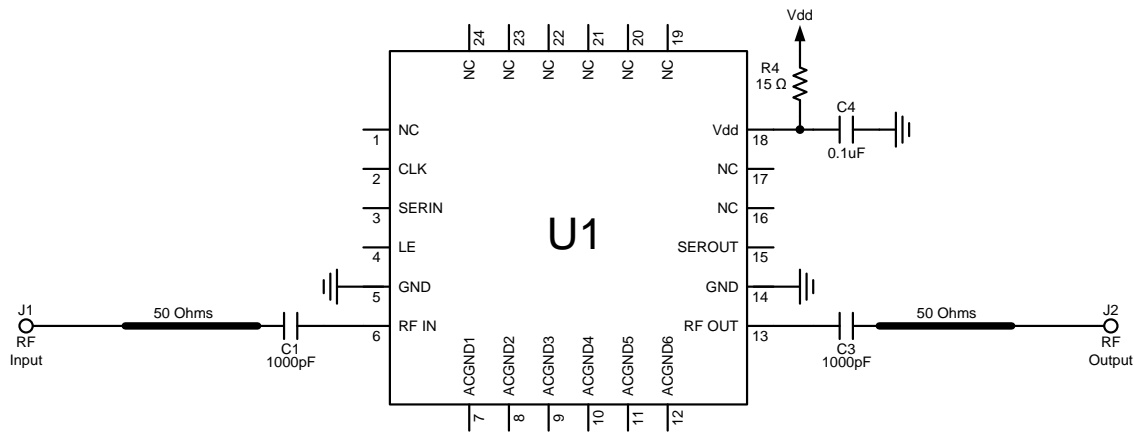 Vdd
24
23
22
21
20
19
NC
NC
NC
NC
NC
NC
R4
15 Ω
C4
0.1uF
NC
1
Vdd
18
CLK
2
NC
17
SERIN
3
NC
16
U1
LE
4
SEROUT
15
GND
5
GND
14
J1
RF
Input
50 Ohms
C1
1000pF
RF IN
6
RF OUT
13
C3
1000pF
50 Ohms
J2
RF
Output
ACGND1
ACGND2
ACGND3
ACGND4
ACGND5
ACGND6
7
8
9
10
11
12